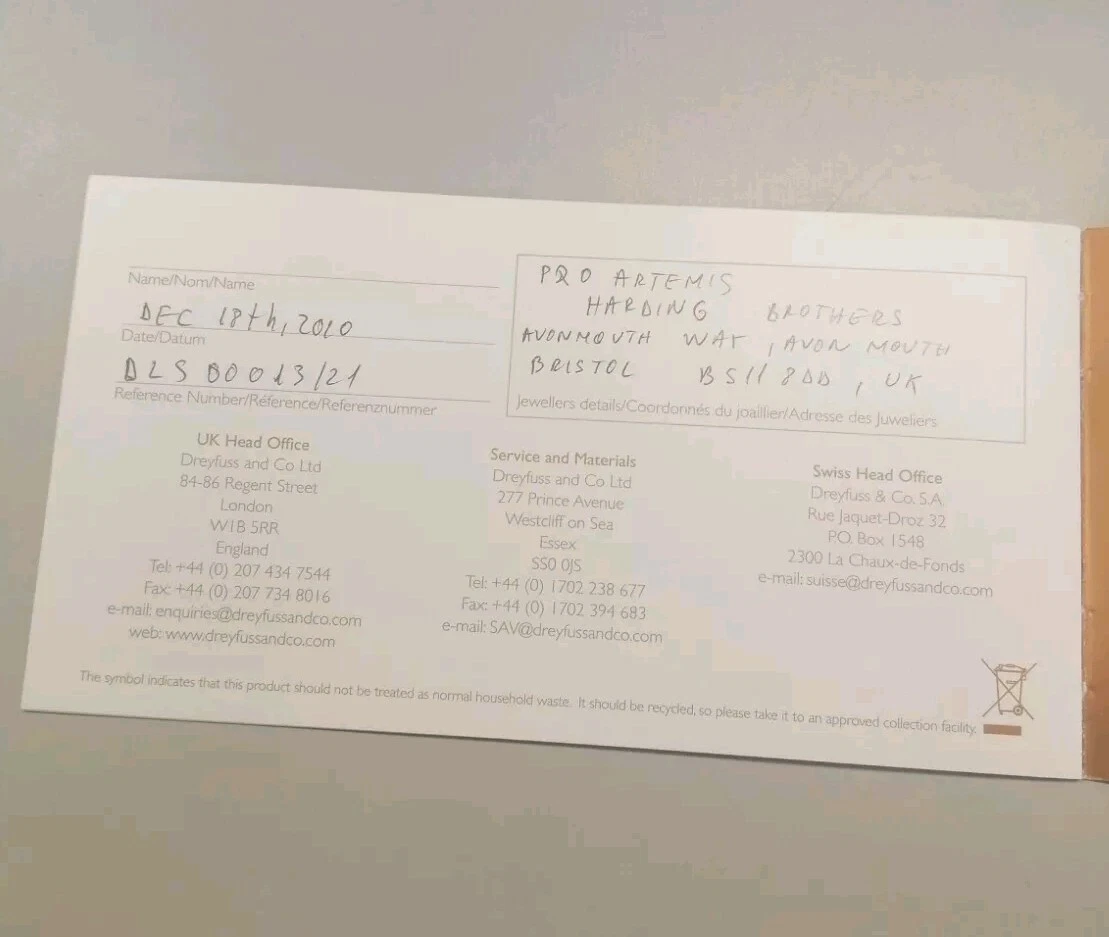 Name/Nom/Name
DEC 18th, 2010
Date/Datum
DLS 00013/21
Reference Number/Réference/Referenznummer
PRO ARTEMIS
HARDING BROTHERS
AVONMOUTH WAY, AVON MOUTH
BRISTOL BS11 8DD, UK
Jewellers details/Coordonnés du joaillier/Adresse des Juweliers
UK Head Office
Dreyfuss and Co Ltd
84-86 Regent Street
London
W1B 5RR
England
Tel: +44 (0) 207 434 7544
Fax: +44 (0) 207 734 8016
e-mail: enquiries@dreyfussandco.com
web: www.dreyfussandco.com
Service and Materials
Dreyfuss and Co Ltd
277 Prince Avenue
Westcliff on Sea
Essex
SS0 0JS
Tel: +44 (0) 1702 238 677
Fax: +44 (0) 1702 394 683
e-mail: SAV@dreyfussandco.com
Swiss Head Office
Dreyfuss & Co. S.A.
Rue Jaquet-Droz 32
P.O. Box 1548
2300 La Chaux-de-Fonds
e-mail: suisse@dreyfussandco.com
The symbol indicates that this product should not be treated as normal household waste. It should be recycled, so please take it to an approved collection facility.